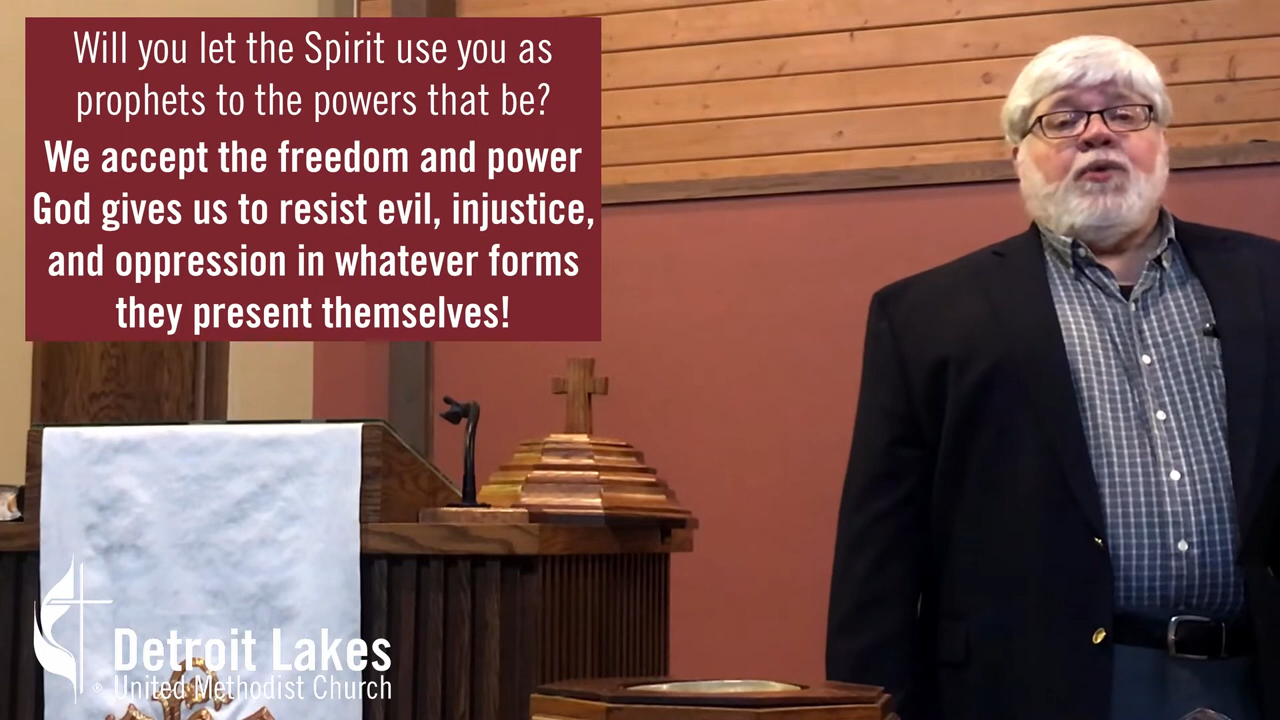 Will you let the Spirit use you as
prophets to the powers that be?
We accept the freedom and power
God gives us to resist evil, injustice,
and oppression in whatever forms
they present themselves!
Detroit Lakes
United Methodist Church
®